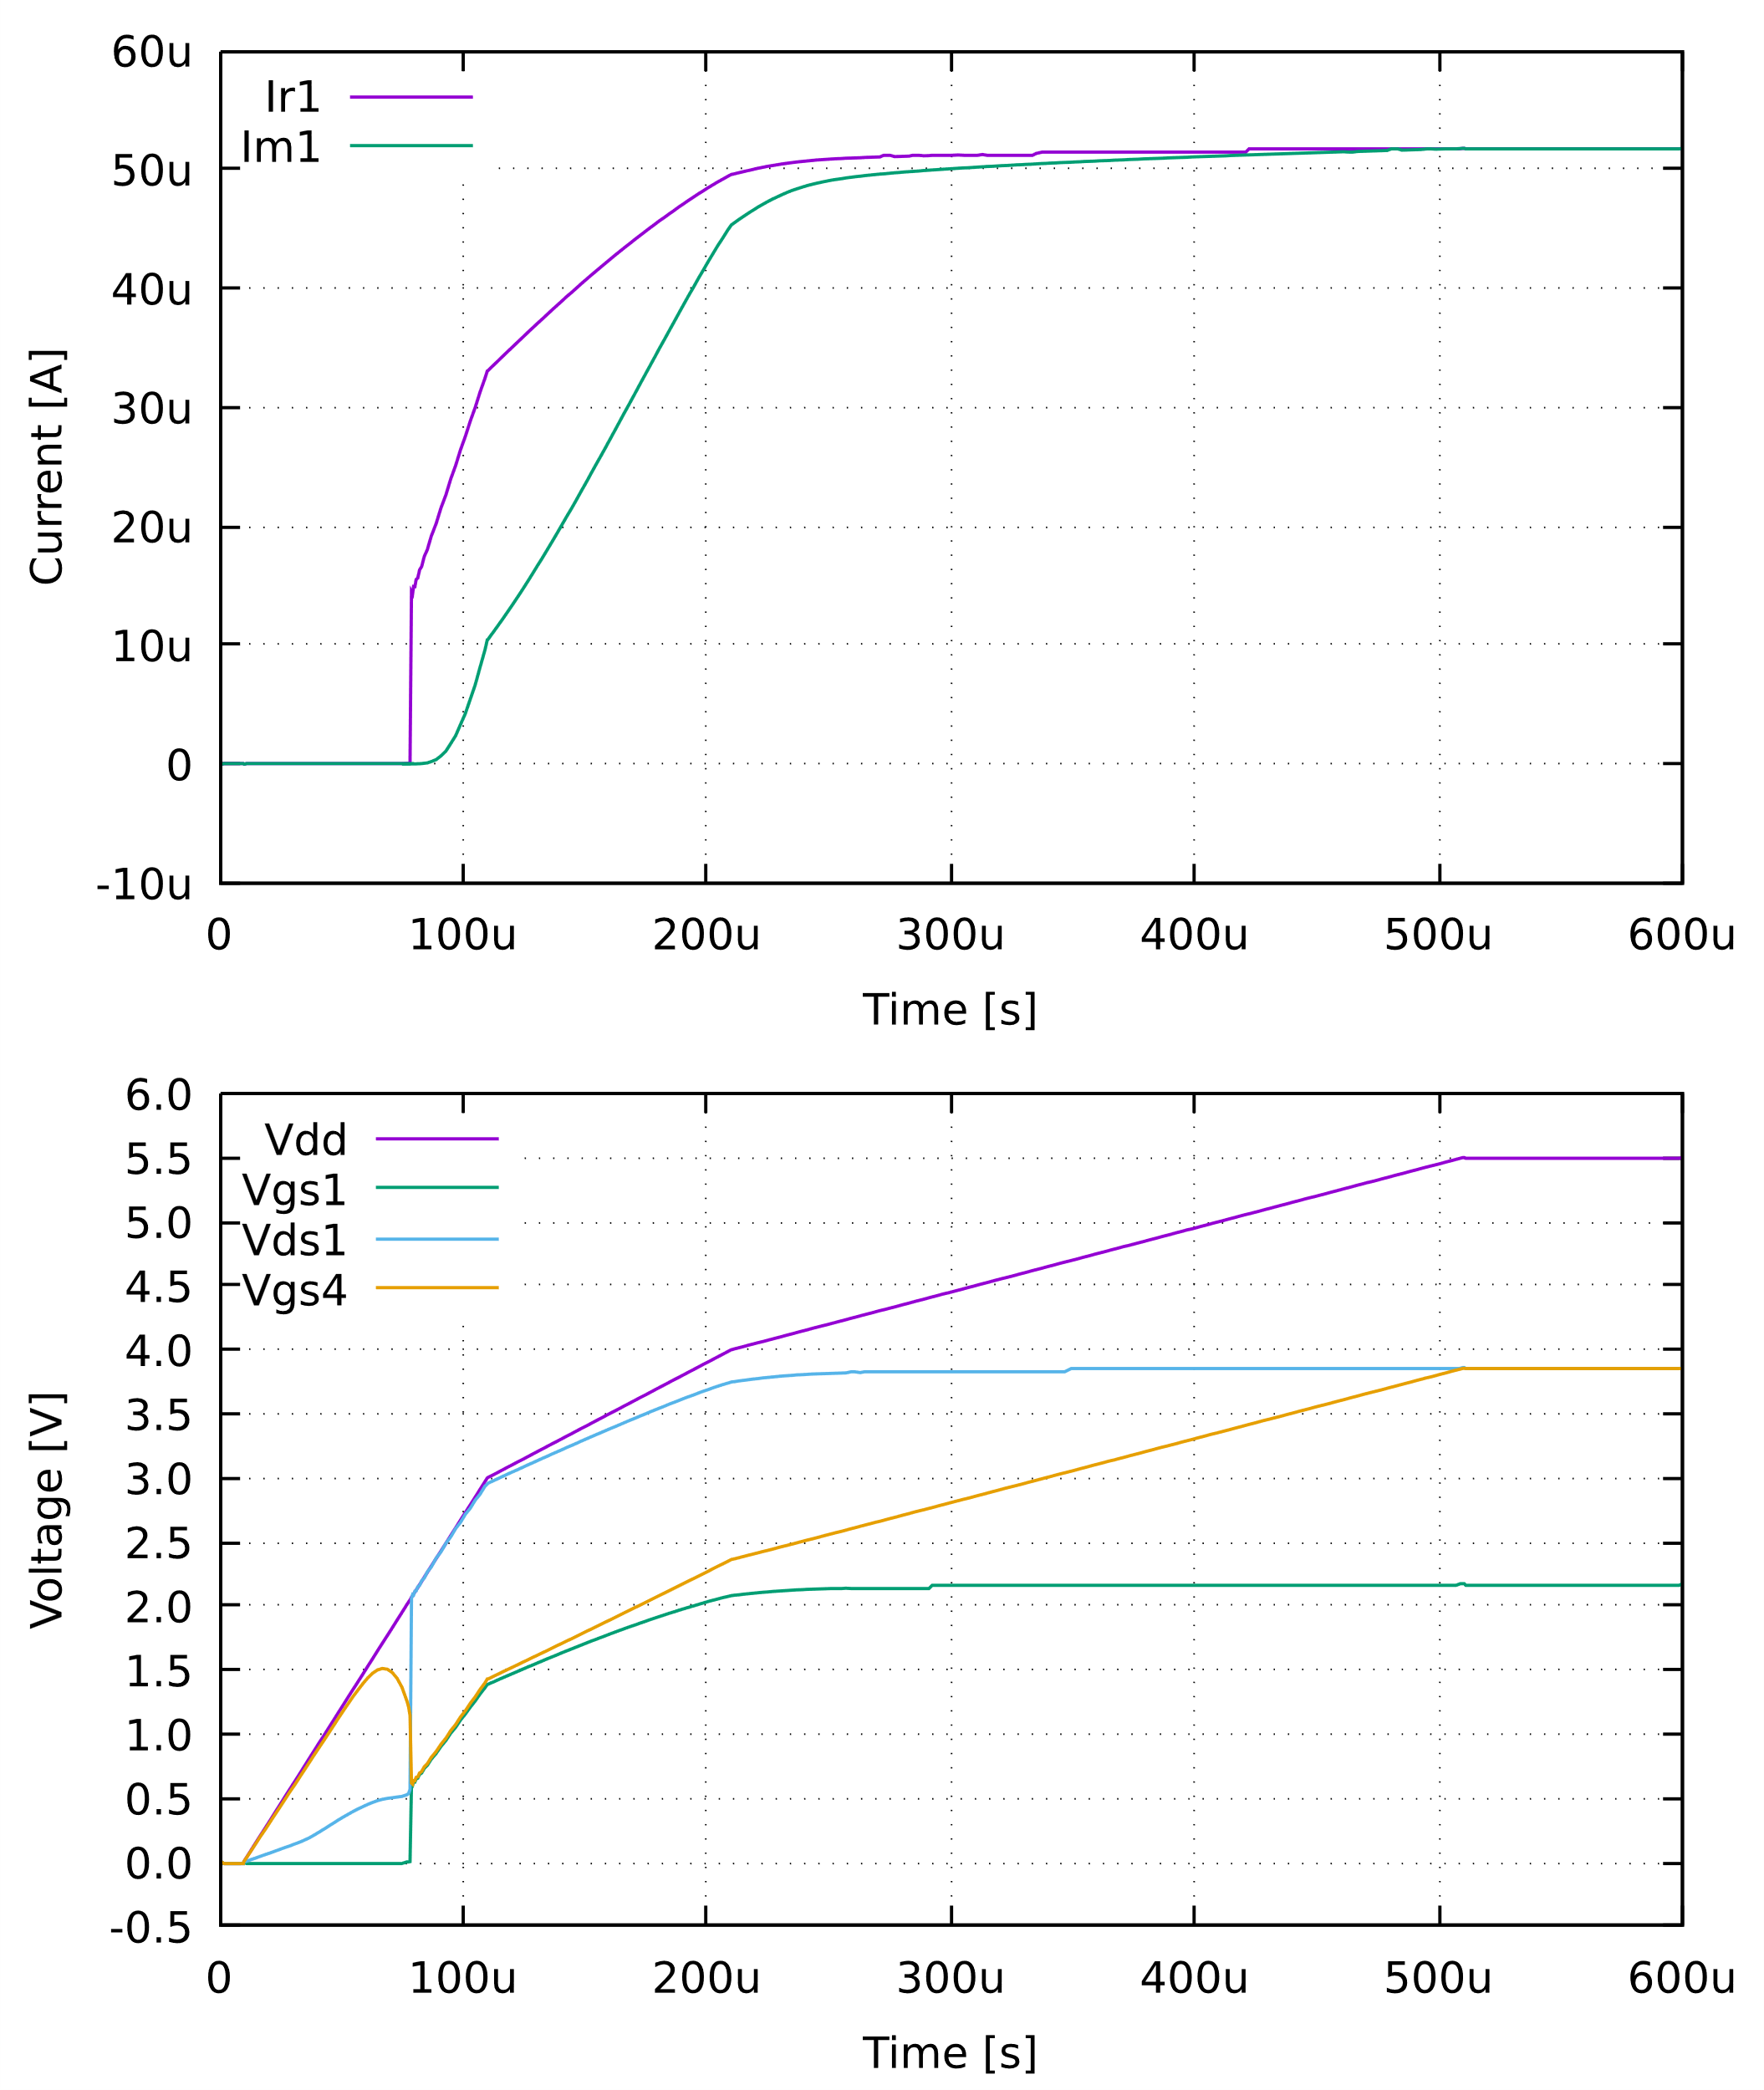 60u
Ir1
Im1
50u
40u
30u
20u
10u
0
-10u
Current [A]
0 100u 200u 300u 400u 500u 600u
Time [s]
6.0
Vdd
5.5
Vgs1
5.0
Vds1
4.5
Vgs4
4.0
3.5
3.0
2.5
2.0
1.5
1.0
0.5
0.0
-0.5
Voltage [V]
0 100u 200u 300u 400u 500u 600u
Time [s]